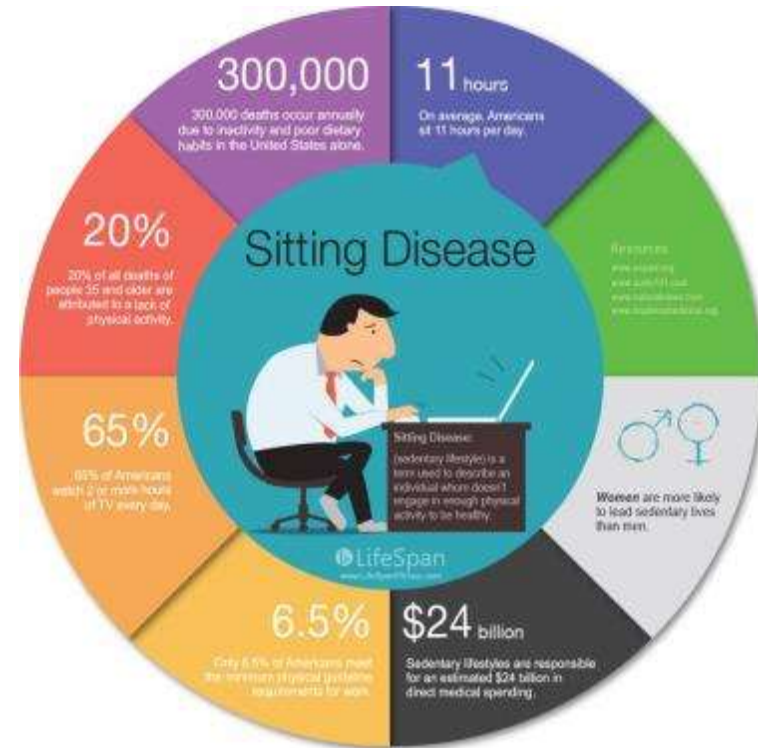 300,000
300,000 deaths occur annually
due to inactivity and poor dietary
habits in the United States alone.
11 hours
On average, Americans
sit 11 hours per day.
20%
20% of all deaths of
people 35 and older are
attributed to a lack of
physical activity.
Sitting Disease
Resources
65%
65% of Americans
watch 2 or more hours
of TV every day.
Sitting Disease:
(sedentary lifestyle) is a
term used to describe an
individual whore doesn't
engage in enough physical
activity to be healthy.
Women are more likely
to lead sedentary lives
than men.
LifeSpan
6.5%
Only 6.5% of Americans meet
the minimum physical guideline
requirements for work.
$24 billion
Sedentary lifestyles are responsible
for an estimated $24 billion in
direct medical spending.